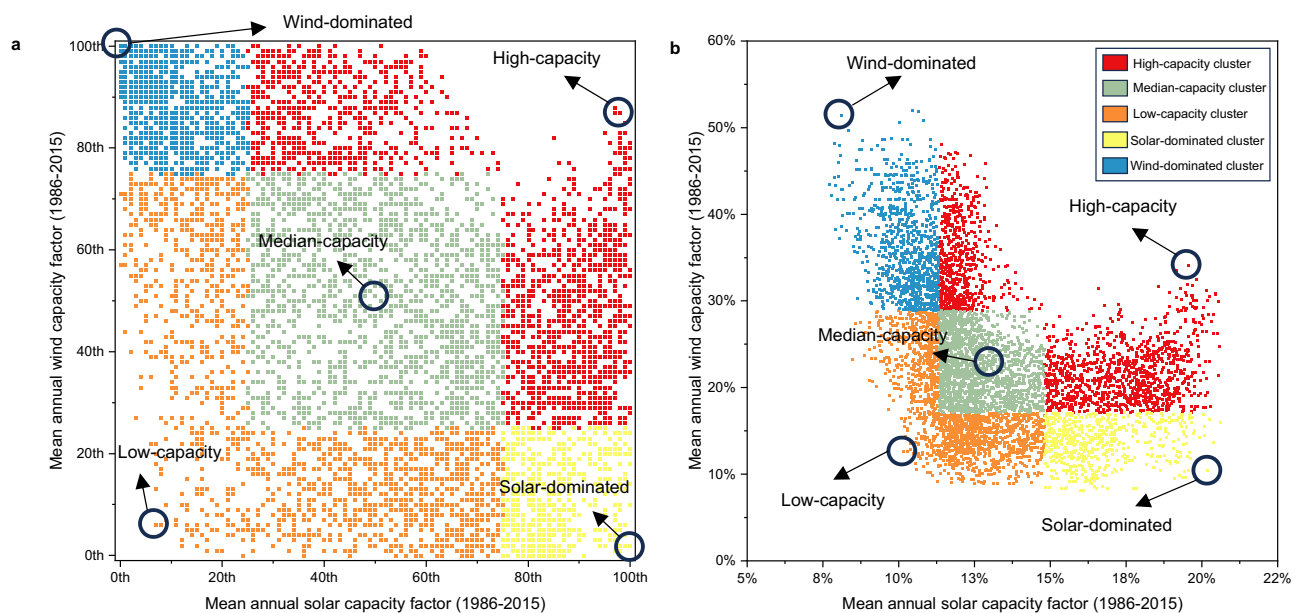 a
Wind-dominated
High-capacity
Median-capacity
Low-capacity
Solar-dominated
100th
80th
60th
40th
20th
0th
Mean annual wind capacity factor (1986-2015)
0th
20th
40th
60th
80th
100th
Mean annual solar capacity factor (1986-2015)
b
Wind-dominated
High-capacity
Median-capacity
Low-capacity
Solar-dominated
High-capacity cluster
Median-capacity cluster
Low-capacity cluster
Solar-dominated cluster
Wind-dominated cluster
60%
50%
40%
30%
20%
10%
0%
Mean annual wind capacity factor (1986-2015)
5%
8%
10%
13%
15%
18%
20%
22%
Mean annual solar capacity factor (1986-2015)